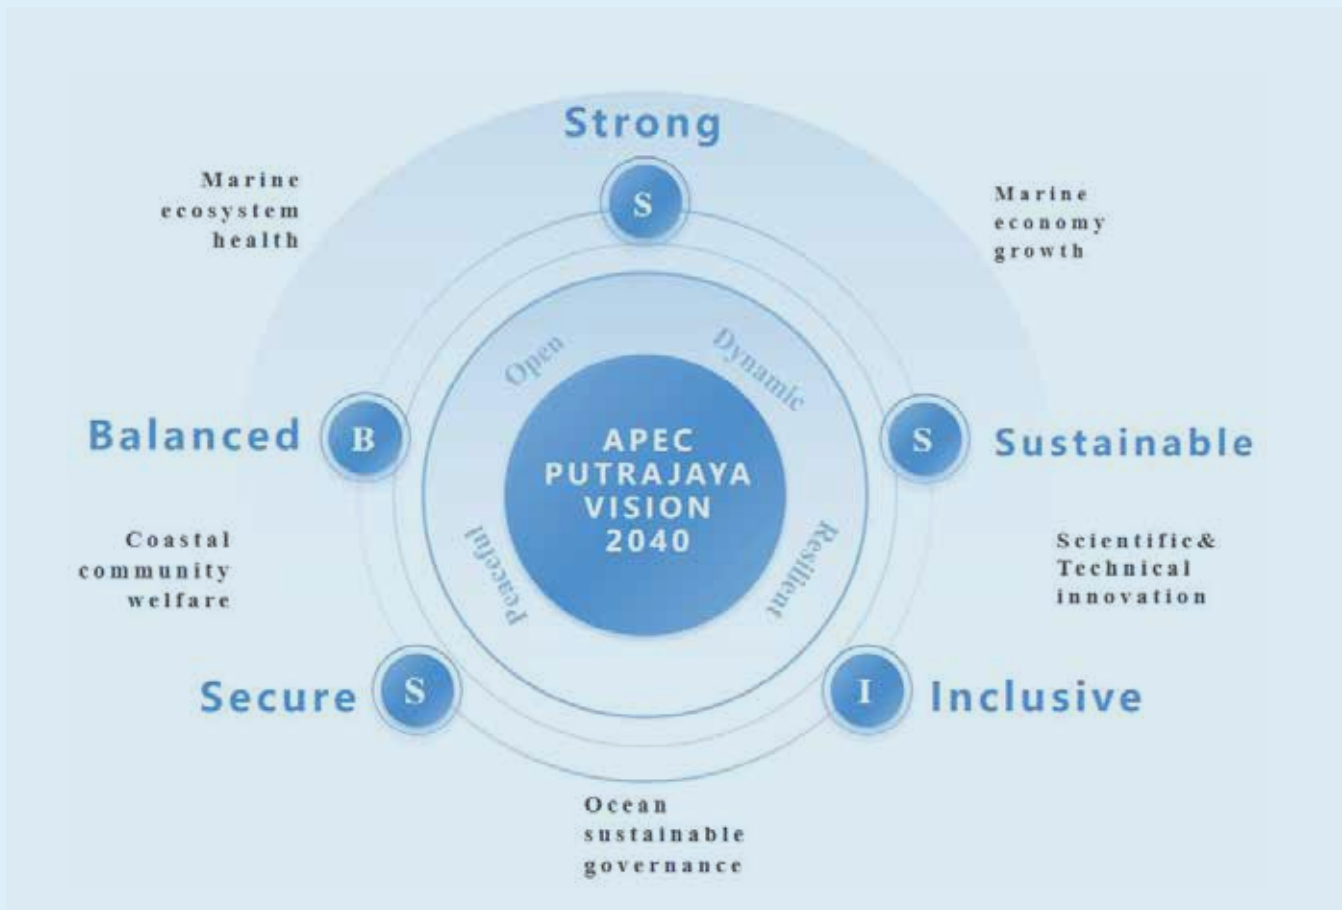 Strong
S
Marine
ecosystem
health
Marine
economy
growth
Open
Dynamic
Balanced
B
APEC
PUTRAJAYA
VISION
2040
S
Sustainable
Peaceful
Resilient
Coastal
community
welfare
Scientific&
Technical
innovation
Secure
S
I
Inclusive
Ocean
sustainable
governance